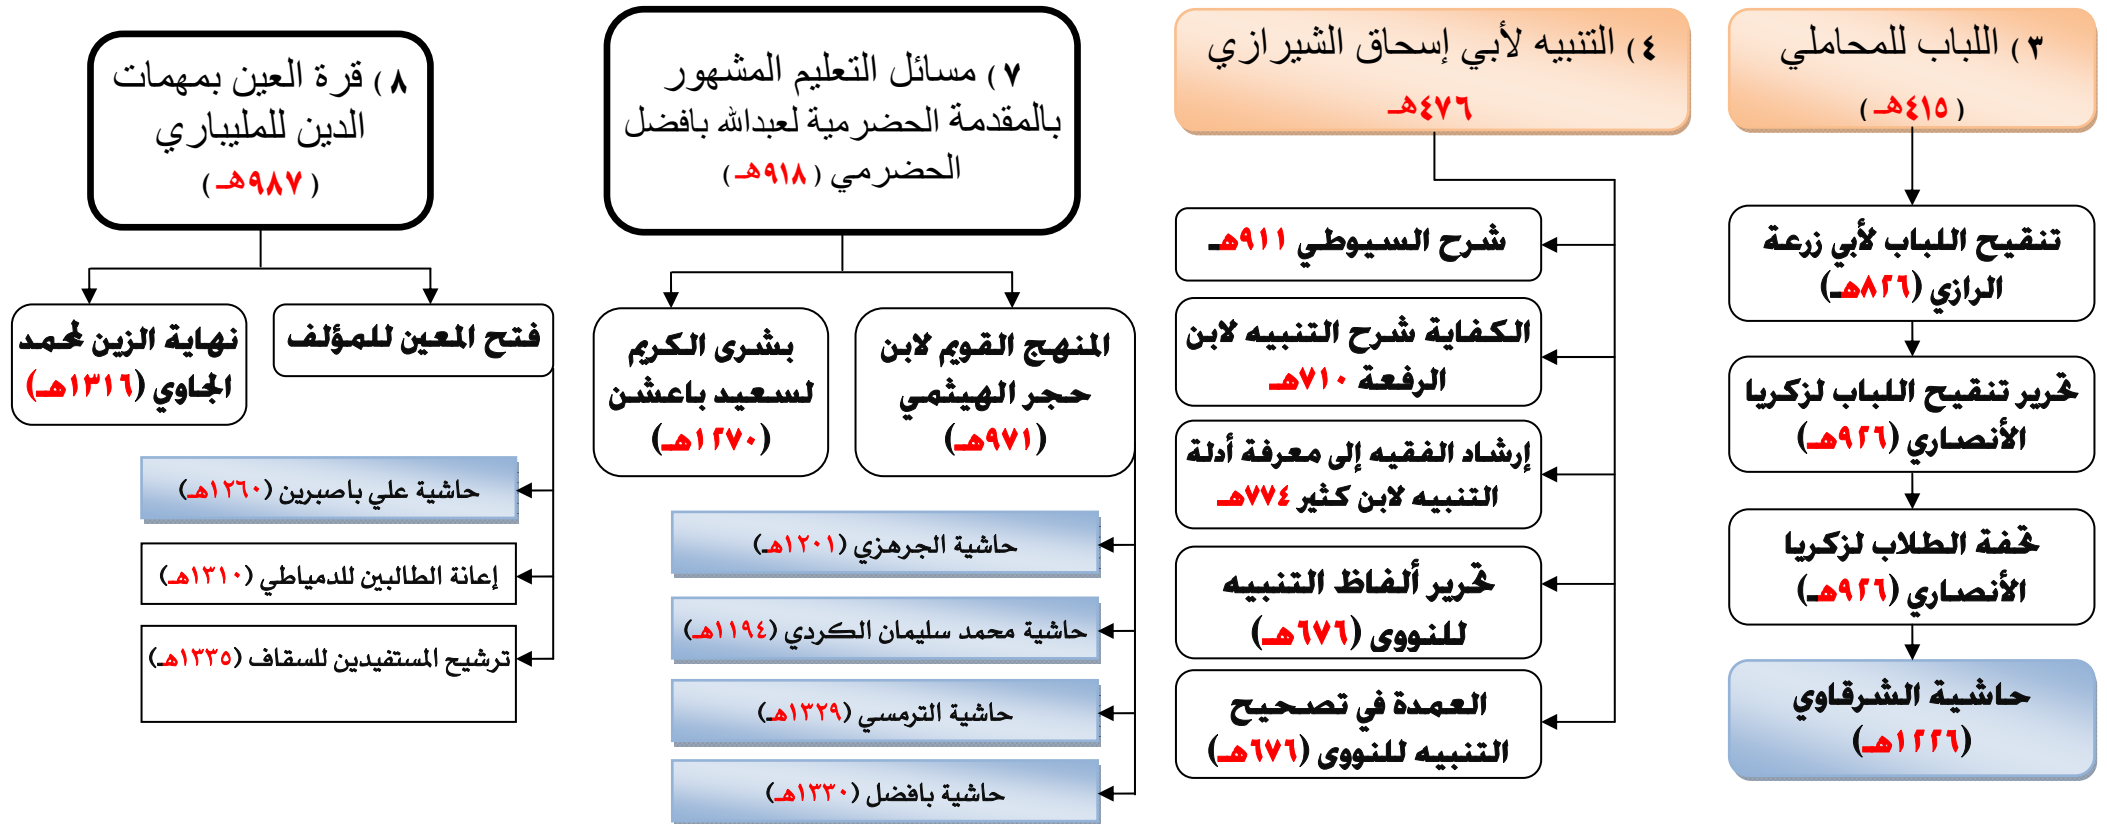 ٣) اللباب للمحاملي
(٤١٥هـ)
تنقيح اللباب لأبي زرعة
الرازي (٨٢٦هـ)
تحرير تنقيح اللباب لزكريا
الأنصاري (٩٢٦هـ)
تحفة الطلاب لزكريا
الأنصاري (٩٢٦هـ)
حاشية الشرقاوي
(١٢٢٦هـ)
٤) التنبيه لأبي إسحاق الشيرازي
٤٧٦هـ
شرح السيوطي ٩١١هـ
الكفاية شرح التنبيه لابن
الرفعة ٧١٠هـ
إرشاد الفقيه إلى معرفة أدلة
التنبيه لابن كثير ٧٧٤هـ
تحرير ألفاظ التنبيه
للنووى (٦٧٦هـ)
العمدة في تصحيح
التنبيه للنووى (٦٧٦هـ)
٧) مسائل التعليم المشهور
بالمقدمة الحضرمية لعبدالله بافضل
الحضرمي (٩١٨هـ)
المنهج القويم لابن
حجر الهيثمي
(٩٧١هـ)
بشرى الكريم
لسعيد باعشن
(١٢٧٠هـ)
حاشية الجرهزي (١٢٠١هـ)
حاشية محمد سليمان الكردي (١١٩٤هـ)
حاشية الترمسي (١٣٢٩هـ)
حاشية بافضل (١٣٣٠هـ)
٨) قرة العين بمهمات
الدين للمليباري
(٩٨٧هـ)
فتح المعين للمؤلف
نهاية الزين لمحمد
الجاوي (١٣١٦هـ)
حاشية علي باصبرين (١٢٦٠هـ)
إعانة الطالبين للدمياطي (١٣١٠هـ)
ترشيح المستفيدين للسقاف (١٣٣٥هـ)